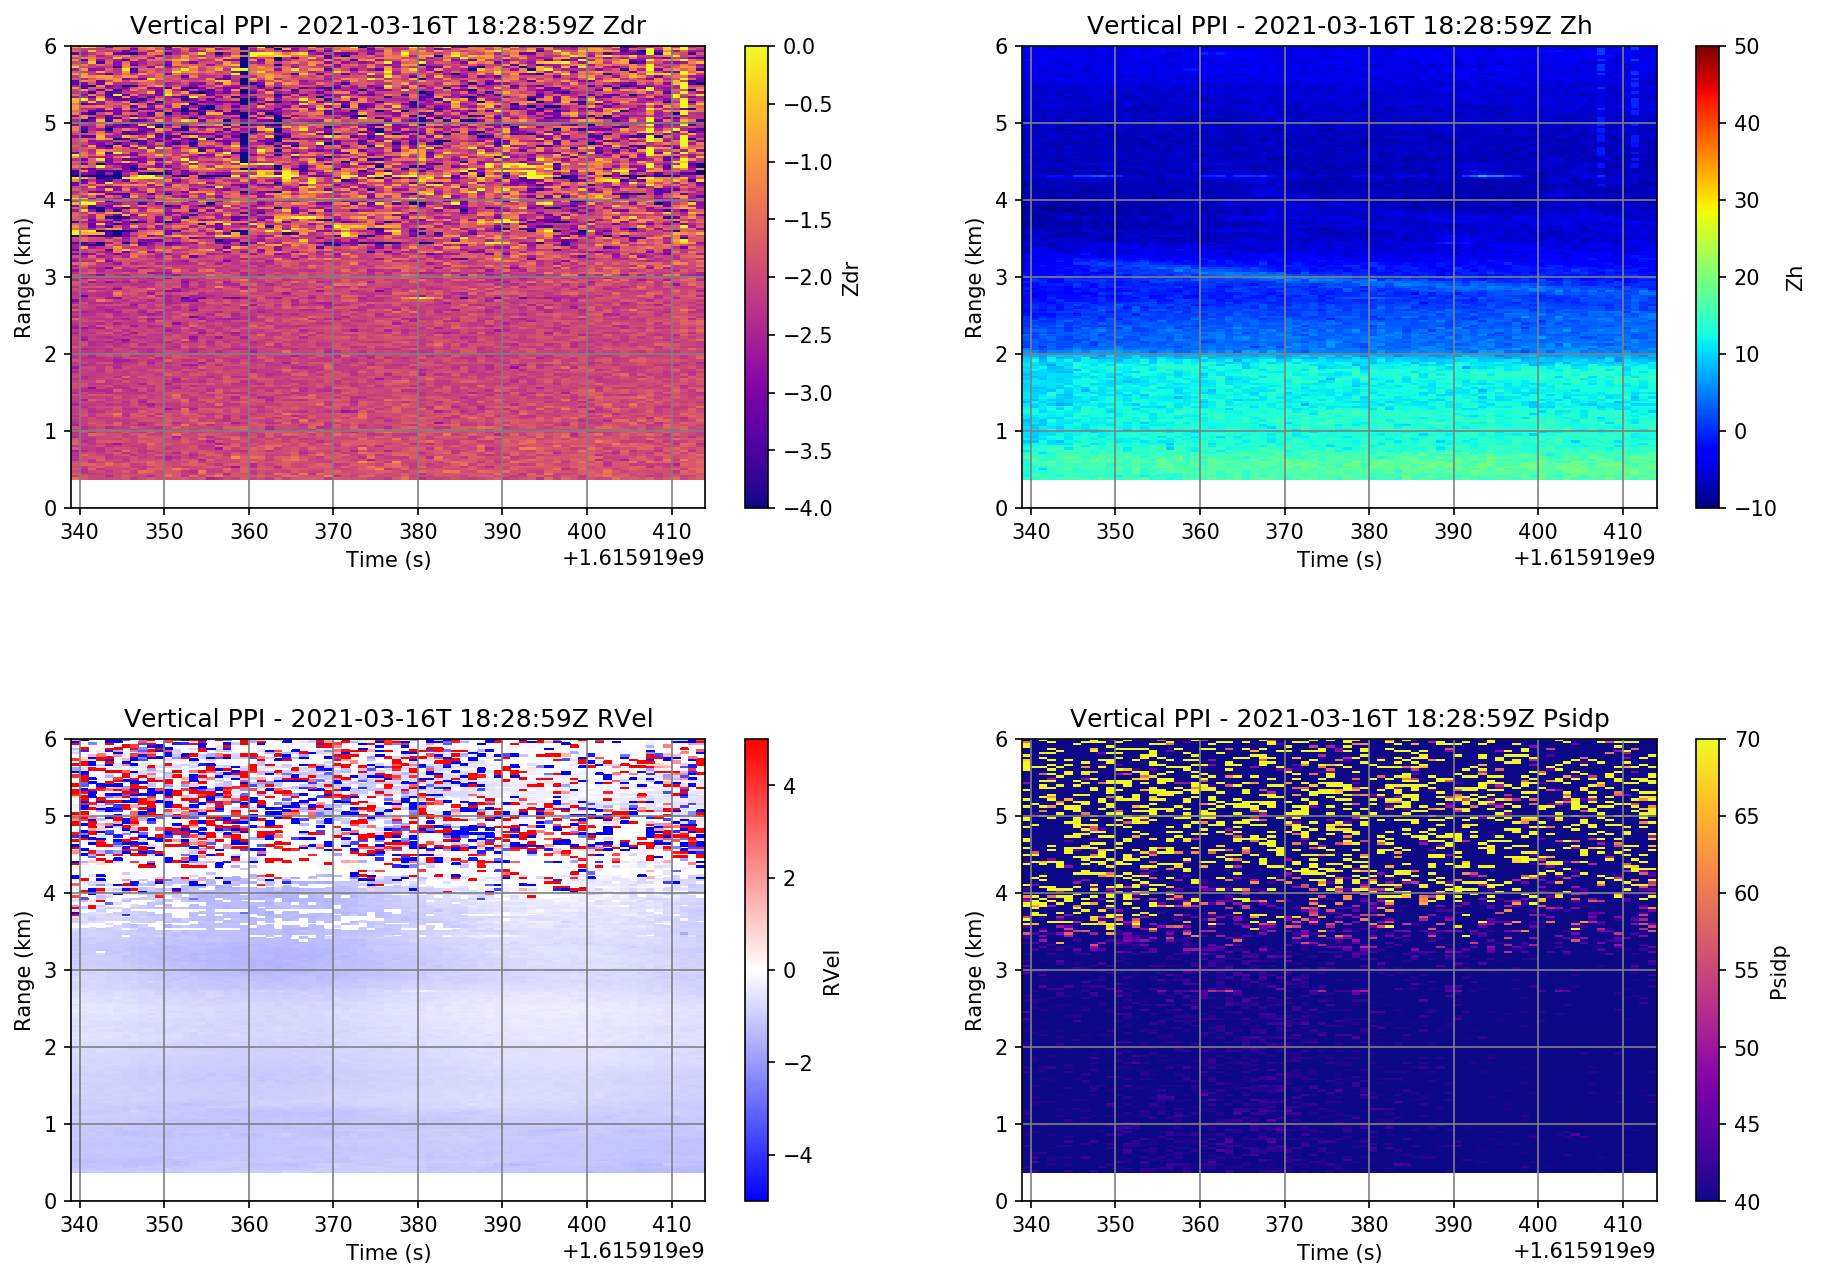 Vertical PPI - 2021-03-16T 18:28:59Z Zdr
6
5
4
3
2
1
0
Range (km)
340 350 360 370 380 390 400 410
Time (s)
+1.615919e9
0.0
−0.5
−1.0
−1.5
−2.0
−2.5
−3.0
−3.5
−4.0
Zdr
Vertical PPI - 2021-03-16T 18:28:59Z Zh
6
5
4
3
2
1
0
Range (km)
340 350 360 370 380 390 400 410
Time (s)
+1.615919e9
50
40
30
20
10
0
−10
Zh
Vertical PPI - 2021-03-16T 18:28:59Z RVel
6
5
4
3
2
1
0
Range (km)
340 350 360 370 380 390 400 410
Time (s)
+1.615919e9
4
2
0
−2
−4
RVel
Vertical PPI - 2021-03-16T 18:28:59Z Psidp
6
5
4
3
2
1
0
Range (km)
340 350 360 370 380 390 400 410
Time (s)
+1.615919e9
70
65
60
55
50
45
40
Psidp